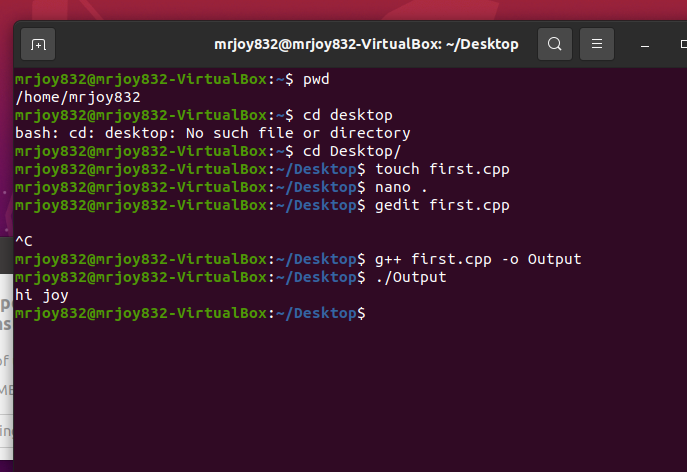 mrjoy832@mrjoy832-VirtualBox: ~/Desktop
mrjoy832@mrjoy832-VirtualBox:~$ pwd
/home/mrjoy832
mrjoy832@mrjoy832-VirtualBox:~$ cd desktop
bash: cd: desktop: No such file or directory
mrjoy832@mrjoy832-VirtualBox:~$ cd Desktop/
mrjoy832@mrjoy832-VirtualBox:~/Desktop$ touch first.cpp
mrjoy832@mrjoy832-VirtualBox:~/Desktop$ nano .
mrjoy832@mrjoy832-VirtualBox:~/Desktop$ gedit first.cpp
^C
mrjoy832@mrjoy832-VirtualBox:~/Desktop$ g++ first.cpp -o Output
mrjoy832@mrjoy832-VirtualBox:~/Desktop$ ./Output
hi joy
mrjoy832@mrjoy832-VirtualBox:~/Desktop$